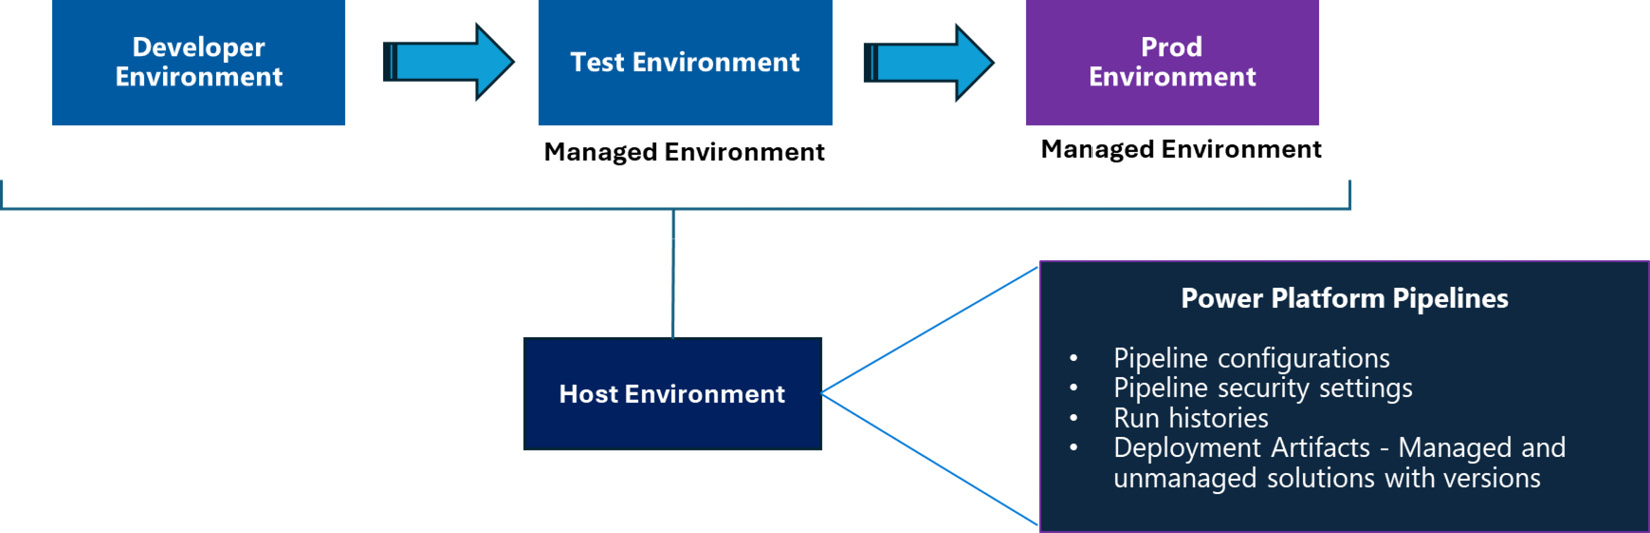 Developer
Environment
Test Environment
Prod
Environment
Managed Environment
Managed Environment
Host Environment
Power Platform Pipelines
• Pipeline configurations
• Pipeline security settings
• Run histories
• Deployment Artifacts - Managed and
unmanaged solutions with versions